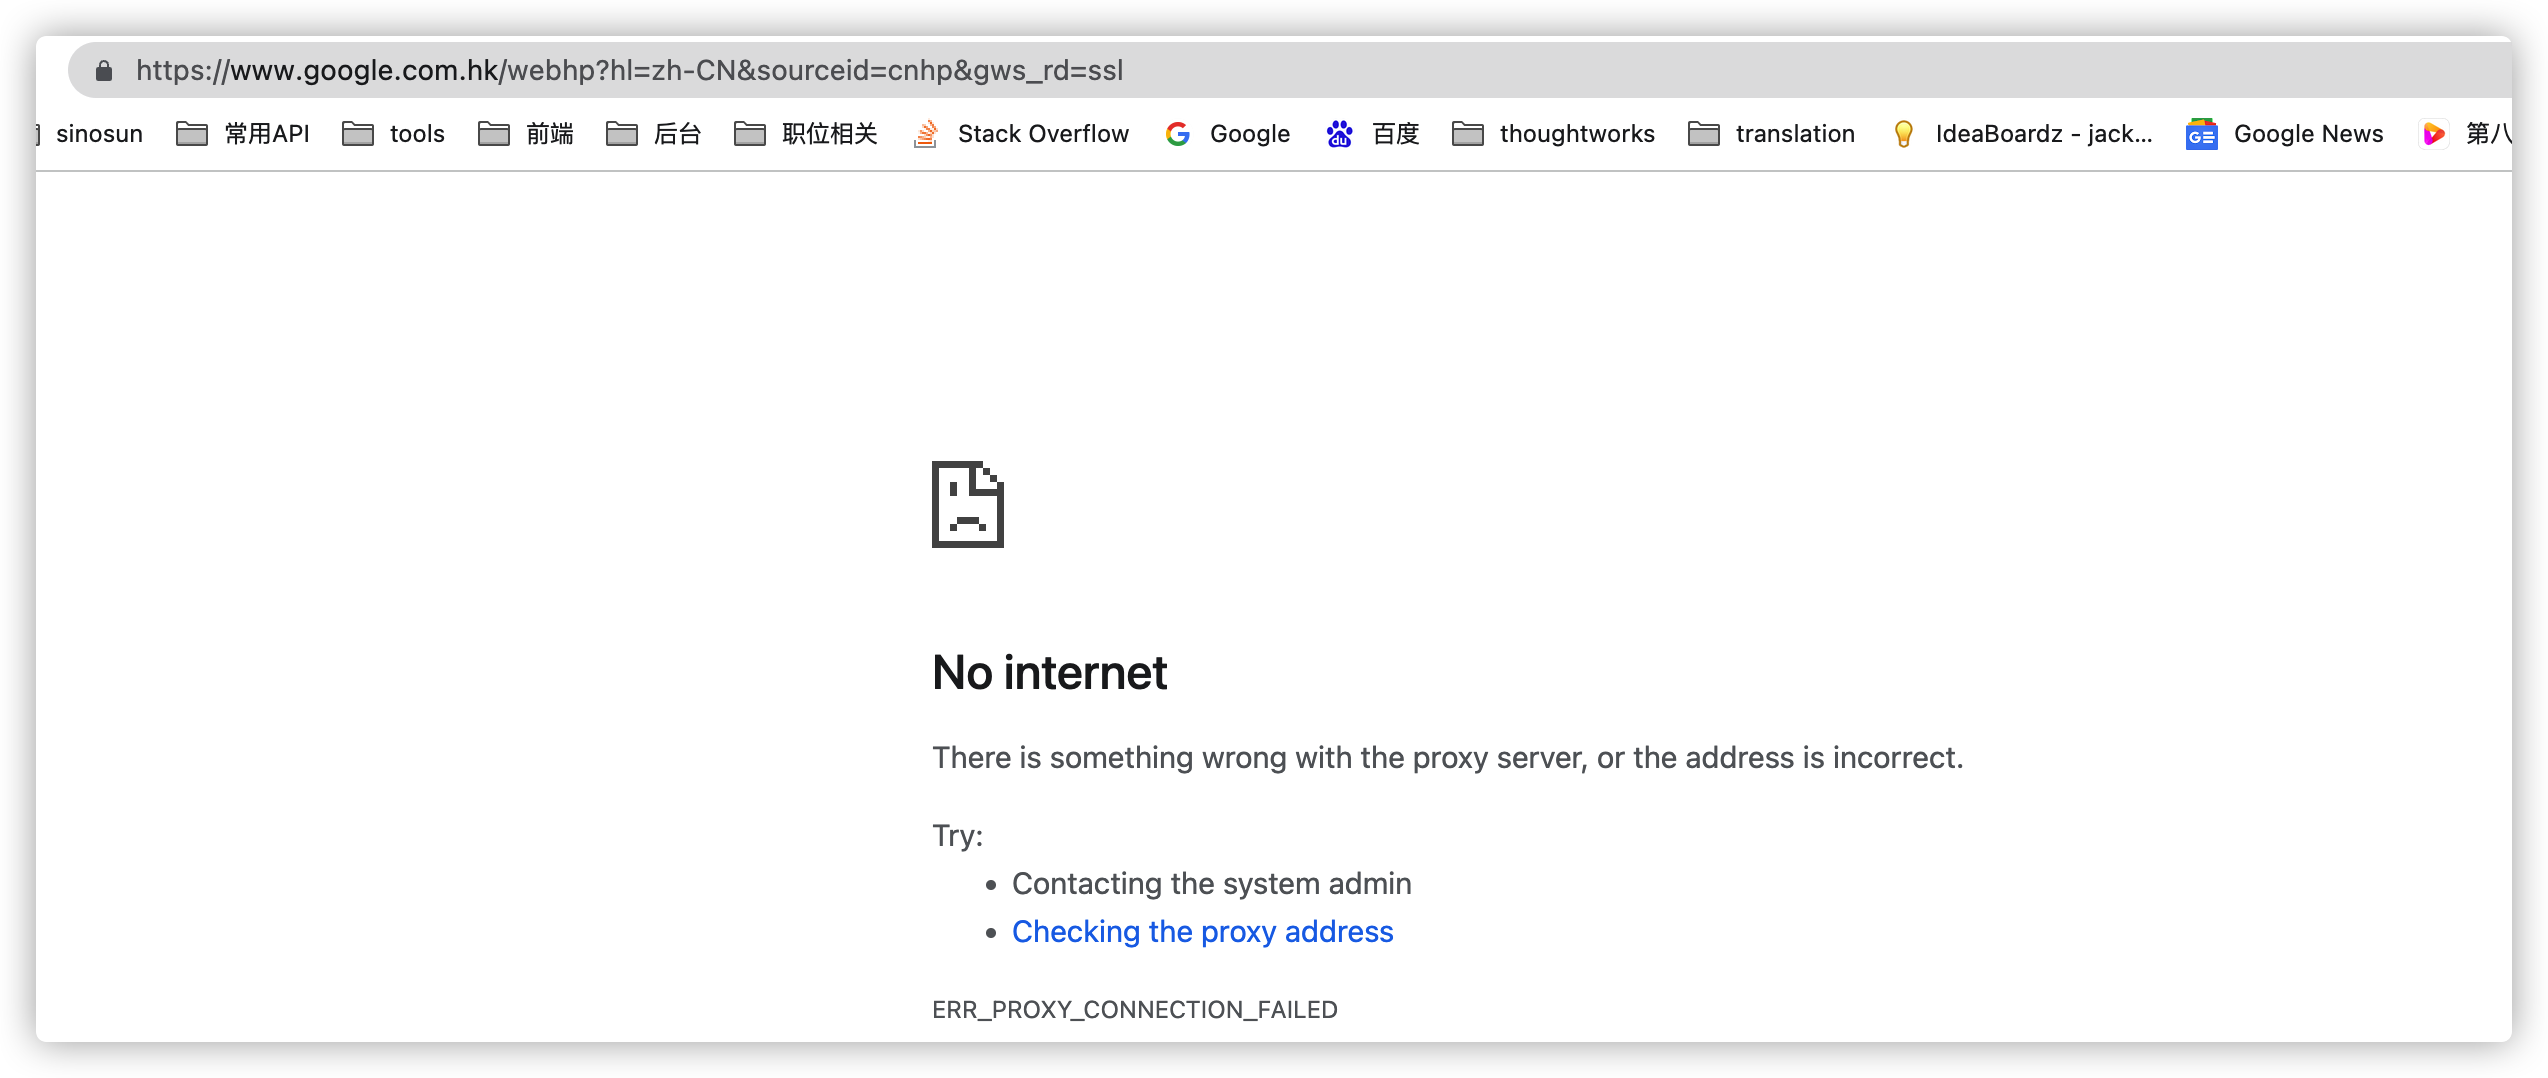 https://www.google.com.hk/webhp?hl=zh-CN&sourceid=cnhp&gws_rd=ssl
sinosun 常用API tools 前端 后台 职位相关 Stack Overflow Google 百度 thoughtworks translation IdeaBoardz - jack... Google News 第八
No internet
There is something wrong with the proxy server, or the address is incorrect.
Try:
• Contacting the system admin
• Checking the proxy address
ERR_PROXY_CONNECTION_FAILED